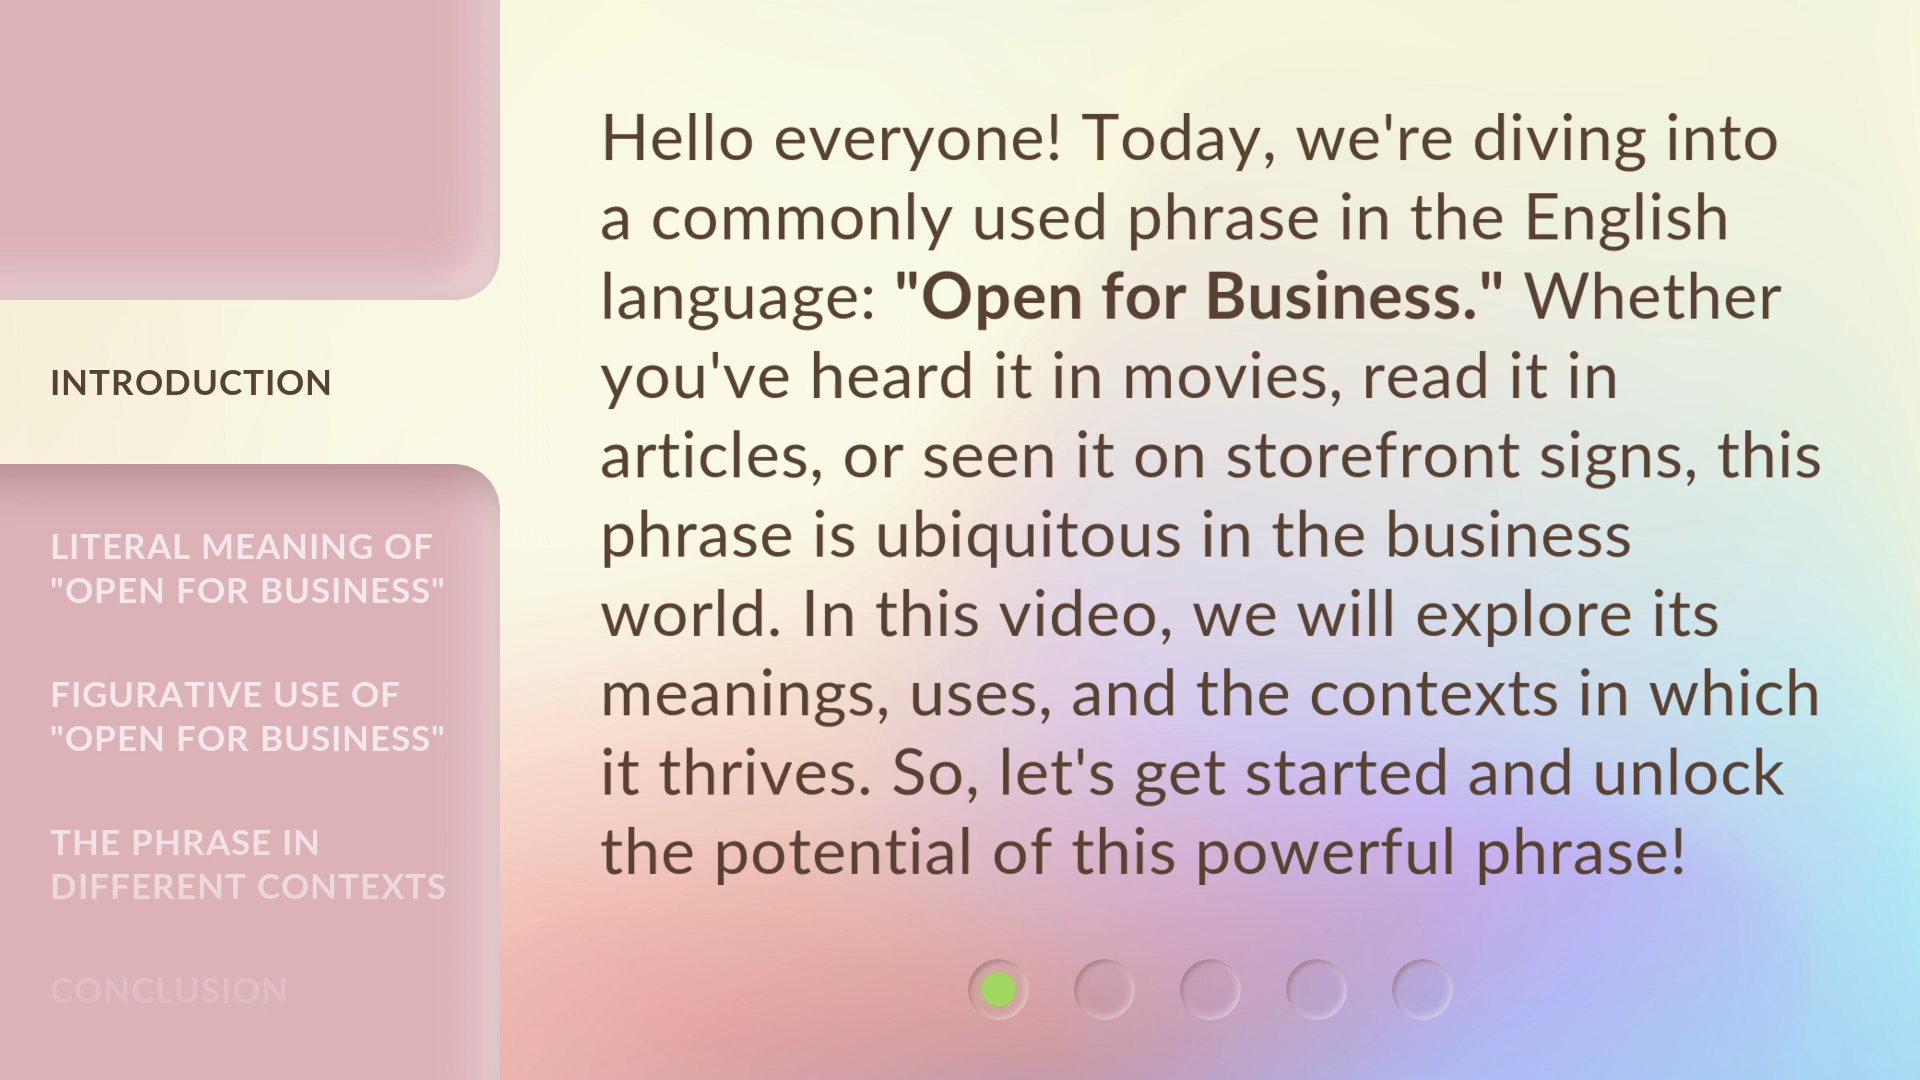 INTRODUCTION
LITERAL MEANING OF
"OPEN FOR BUSINESS"
FIGURATIVE USE OF
"OPEN FOR BUSINESS"
THE PHRASE IN
DIFFERENT CONTEXTS
CONCLUSION
Hello everyone! Today, we're diving into
a commonly used phrase in the English
language: "Open for Business." Whether
you've heard it in movies, read it in
articles, or seen it on storefront signs, this
phrase is ubiquitous in the business
world. In this video, we will explore its
meanings, uses, and the contexts in which
it thrives. So, let's get started and unlock
the potential of this powerful phrase!